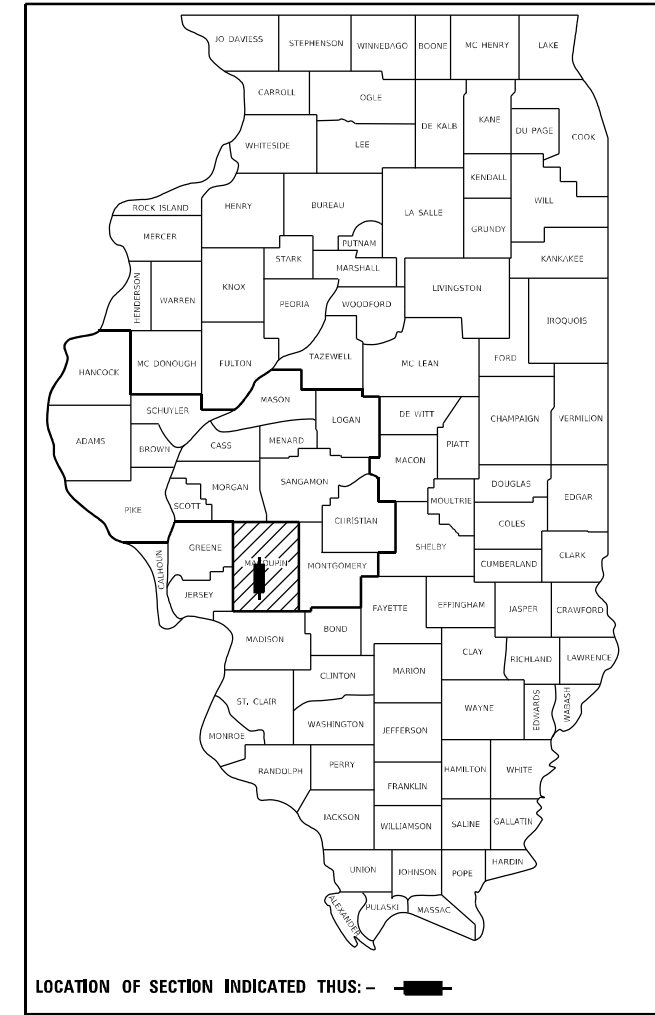 JO DAVIESS
STEPHENSON
WINNEBAGO
BOONE
MC HENRY
LAKE
CARROLL
OGLE
DE KALB
KANE
DU PAGE
COOK
WHITESIDE
LEE
KENDALL
WILL
ROCK ISLAND
HENRY
BUREAU
LA SALLE
GRUNDY
MERCER
PUTNAM
KANKAKEE
STARK
MARSHALL
HENDERSON
WARREN
KNOX
PEORIA
WOODFORD
LIVINGSTON
IROQUOIS
HANCOCK
MC DONOUGH
FULTON
TAZEWELL
MC LEAN
FORD
MASON
SCHUYLER
LOGAN
DE WITT
CHAMPAIGN
VERMILION
ADAMS
BROWN
CASS
MENARD
PIATT
MACON
PIKE
SCOTT
MORGAN
SANGAMON
CHRISTIAN
MOULTRIE
DOUGLAS
EDGAR
COLES
CALHOUN
GREENE
MACOUPIN
MONTGOMERY
SHELBY
CUMBERLAND
CLARK
JERSEY
FAYETTE
EFFINGHAM
JASPER
CRAWFORD
MADISON
BOND
CLAY
RICHLAND
LAWRENCE
CLINTON
MARION
ST. CLAIR
WAYNE
EDWARDS
WABASH
WASHINGTON
JEFFERSON
MONROE
RANDOLPH
PERRY
HAMILTON
WHITE
FRANKLIN
JACKSON
WILLIAMSON
SALINE
GALLATIN
UNION
JOHNSON
POPE
HARDIN
ALEXANDER
PULASKI
MASSAC
LOCATION OF SECTION INDICATED THUS: –